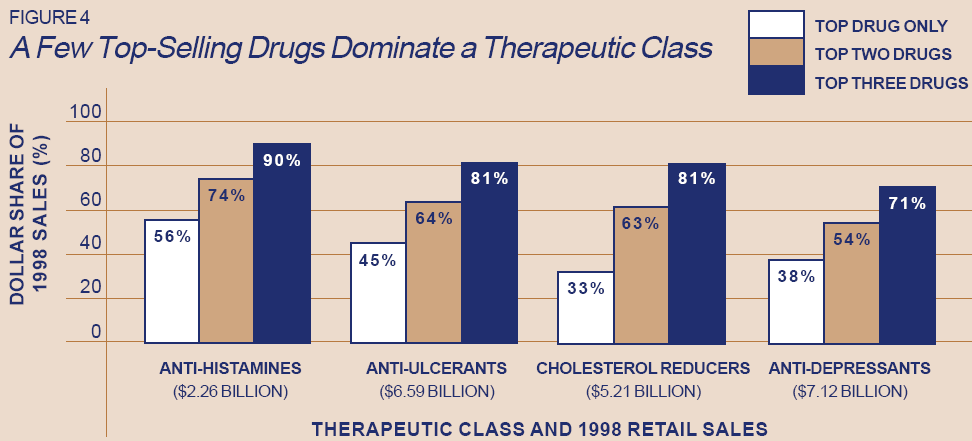 FIGURE 4
A Few Top-Selling Drugs Dominate a Therapeutic Class
TOP DRUG ONLY
TOP TWO DRUGS
TOP THREE DRUGS
DOLLAR SHARE OF
1998 SALES (%)
100
80
60
40
20
0
56%
74%
90%
45%
64%
81%
33%
63%
81%
38%
54%
71%
ANTI-HISTAMINES
($2.26 BILLION)
ANTI-ULCERANTS
($6.59 BILLION)
CHOLESTEROL REDUCERS
($5.21 BILLION)
ANTI-DEPRESSANTS
($7.12 BILLION)
THERAPEUTIC CLASS AND 1998 RETAIL SALES